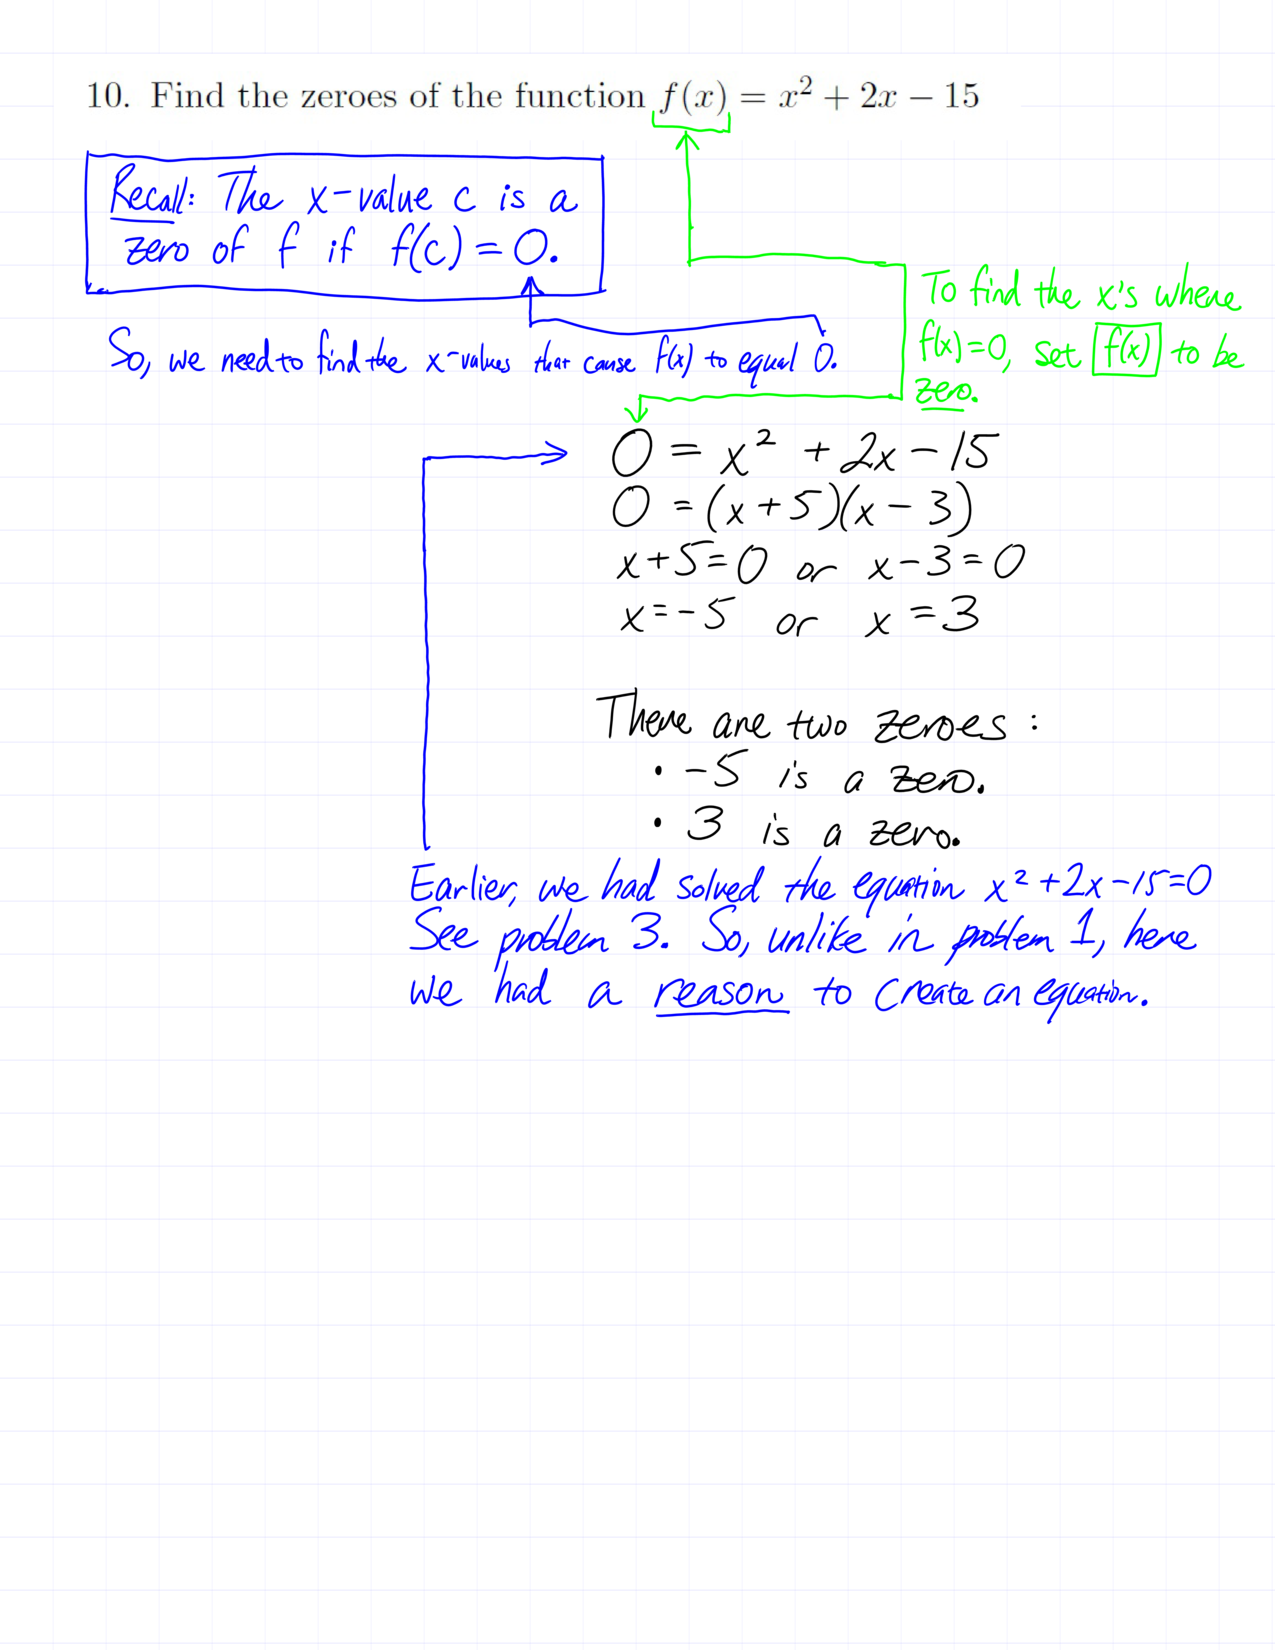 10. Find the zeroes of the function f(x) = x² + 2x − 15
Recall: The x-value c is a
zero of f if f(c) = 0.
So, we need to find the x-values that cause f(x) to equal 0.
To find the x's where
f(x)=0, set f(x) to be
zero.
0 = x² + 2x − 15
0 = (x+5)(x − 3)
x+5=0 or x−3=0
x=−5 or x=3
There are two zeroes:
• −5 is a zero.
• 3 is a zero.
Earlier, we had solved the equation x²+2x−15=0
See problem 3. So, unlike in problem 1, here
we had a reason to create an equation.